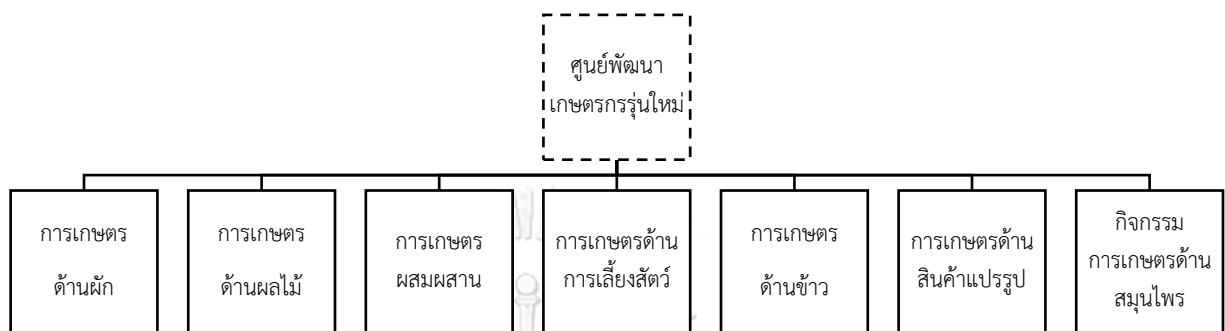 ศูนย์พัฒนา
เกษตรกรรุ่นใหม่
การเกษตร
ด้านผัก
การเกษตร
ด้านผลไม้
การเกษตร
ผสมผสาน
การเกษตรด้าน
การเลี้ยงสัตว์
การเกษตร
ด้านข้าว
การเกษตรด้าน
สินค้าแปรรูป
กิจกรรม
การเกษตรด้าน
สมุนไพร